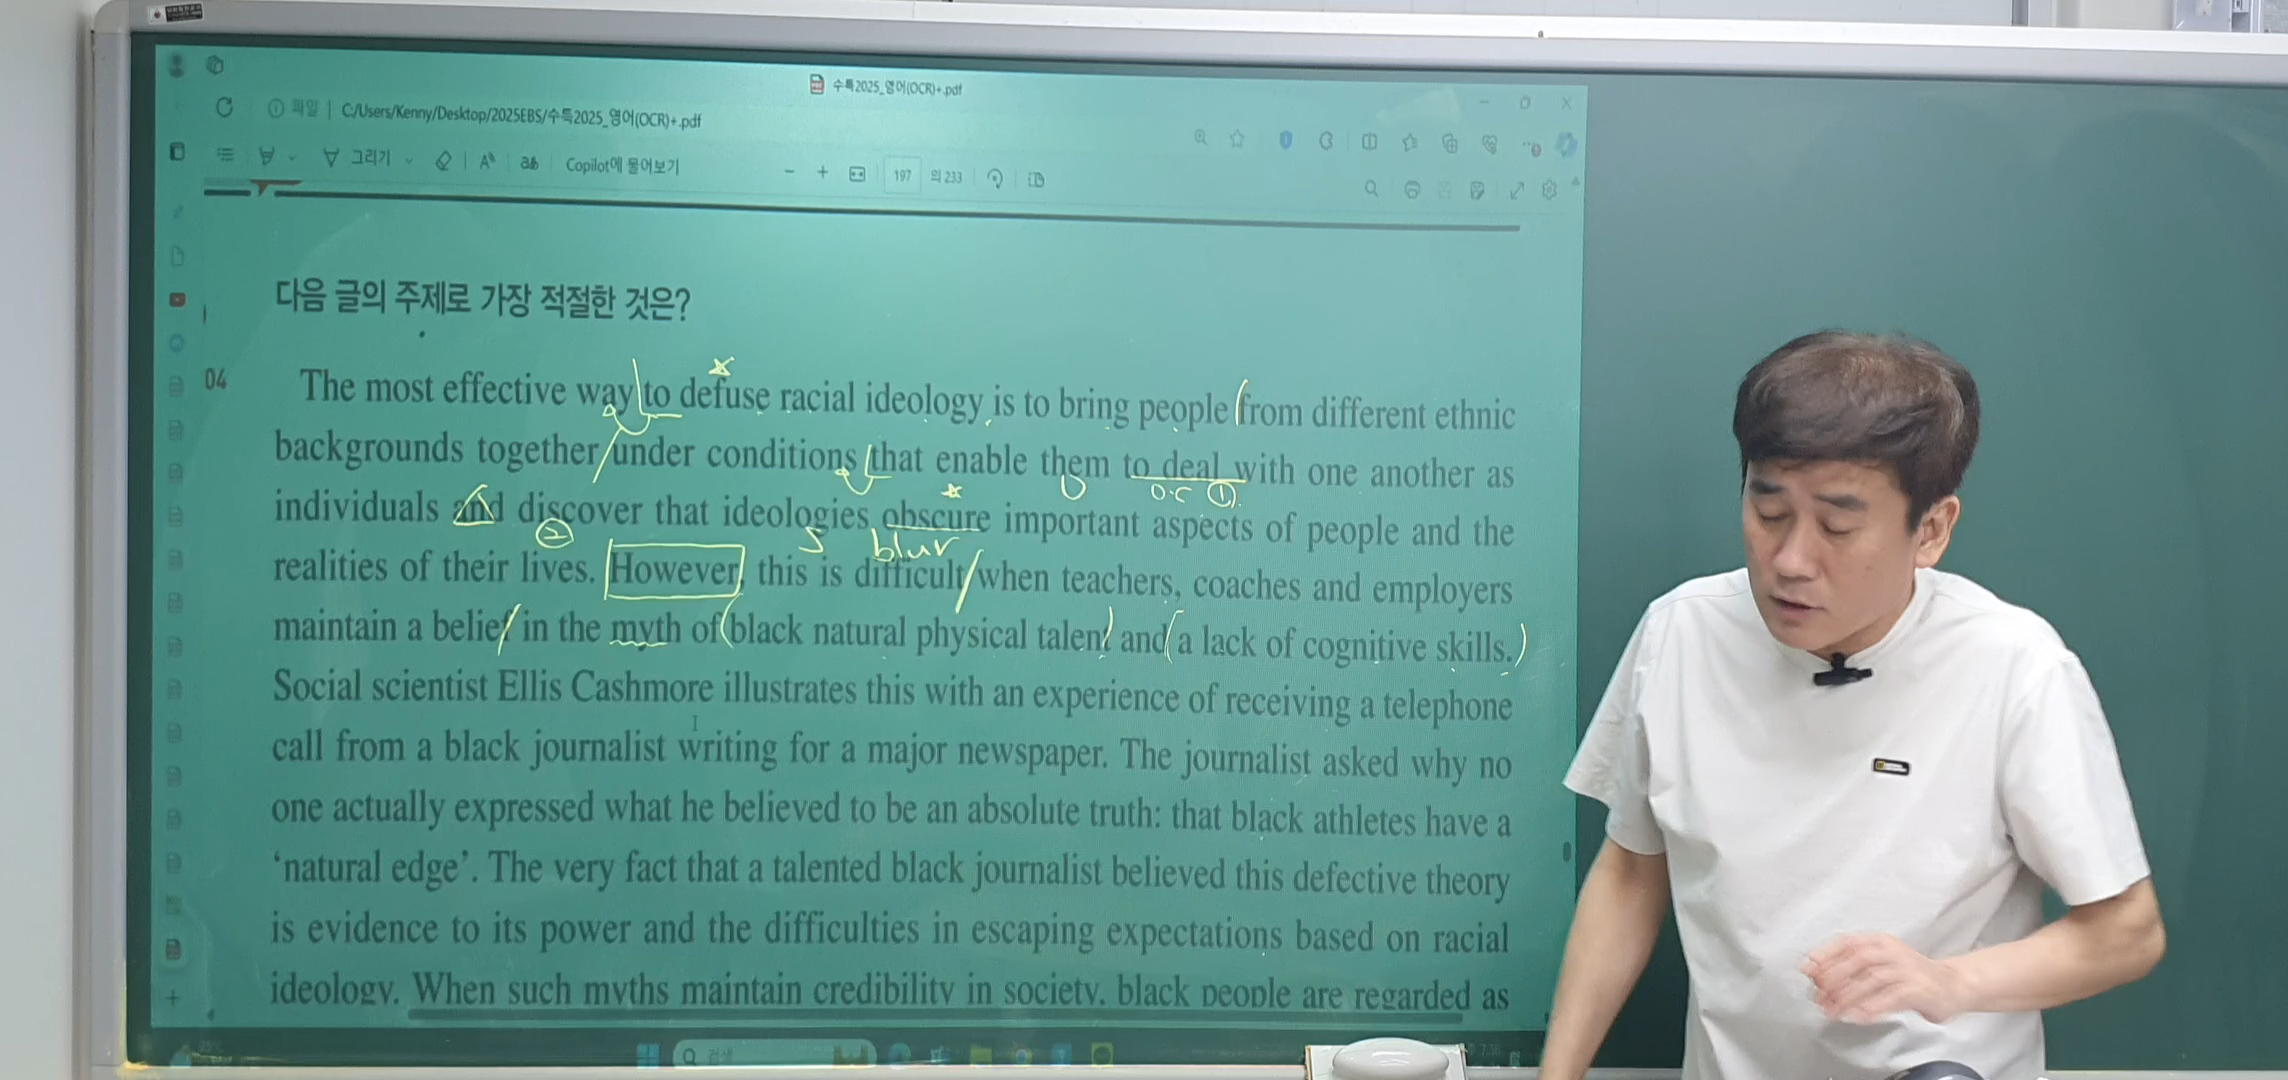 수특2025_영어(OCR)+.pdf
파일 | C:/Users/Kenny/Desktop/2025EBS/수특2025_영어(OCR)+.pdf
그리기 | A | ab | Copilot에 물어보기 − + 197 의 233
다음 글의 주제로 가장 적절한 것은?
04 The most effective way to defuse racial ideology is to bring people from different ethnic
backgrounds together under conditions that enable them to deal with one another as
o.c ①
individuals and discover that ideologies obscure important aspects of people and the
② s blur
realities of their lives. However, this is difficult when teachers, coaches and employers
maintain a belief in the myth of black natural physical talent and a lack of cognitive skills.
Social scientist Ellis Cashmore illustrates this with an experience of receiving a telephone
call from a black journalist writing for a major newspaper. The journalist asked why no
one actually expressed what he believed to be an absolute truth: that black athletes have a
‘natural edge’. The very fact that a talented black journalist believed this defective theory
is evidence to its power and the difficulties in escaping expectations based on racial
ideology. When such myths maintain credibility in society, black people are regarded as
검색